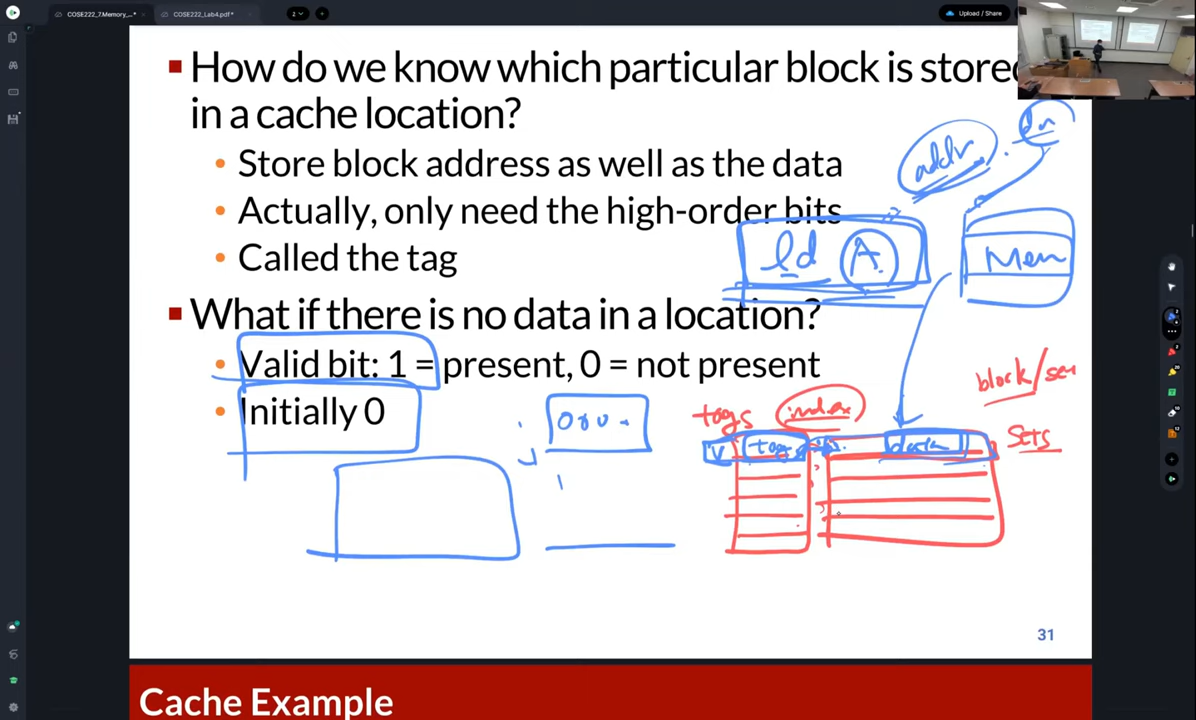 COSE222_7.Memory_...*
COSE222_Lab4.pdf*
2
Upload / Share
How do we know which particular block is stored
in a cache location?
Store block address as well as the data
Actually, only need the high-order bits
Called the tag
What if there is no data in a location?
Valid bit: 1 = present, 0 = not present
Initially 0
addr
ld A
Mem
block/set
tags index
Sets
V tag data
31
Cache Example